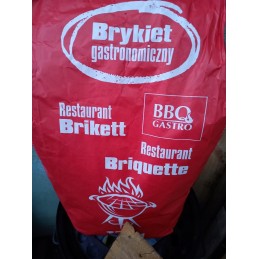 Brykiet
gastronomiczny
Restaurant
Brikett
BBQ
& GASTRO
Restaurant
Briquette